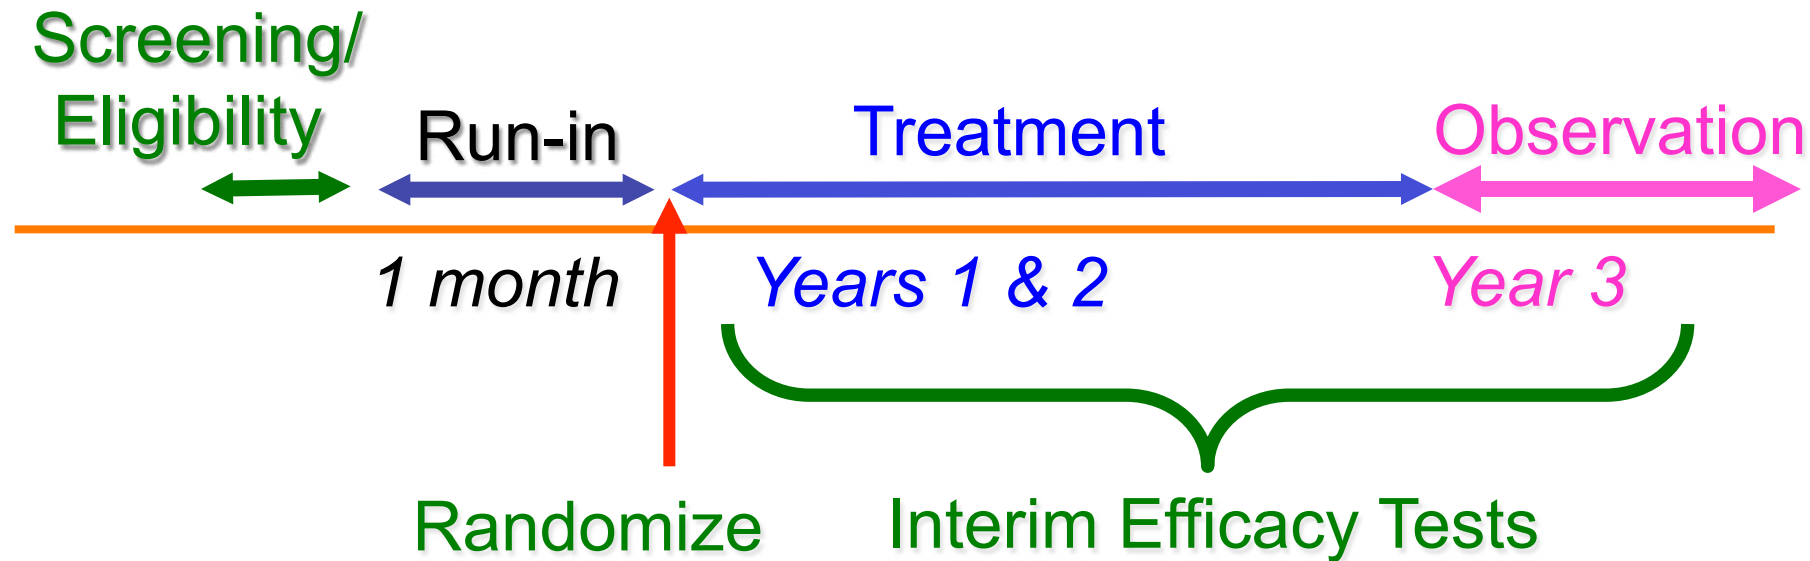 Screening/
Eligibility
Run-in
Treatment
Observation
1 month
Years 1 & 2
Year 3
Randomize
Interim Efficacy Tests